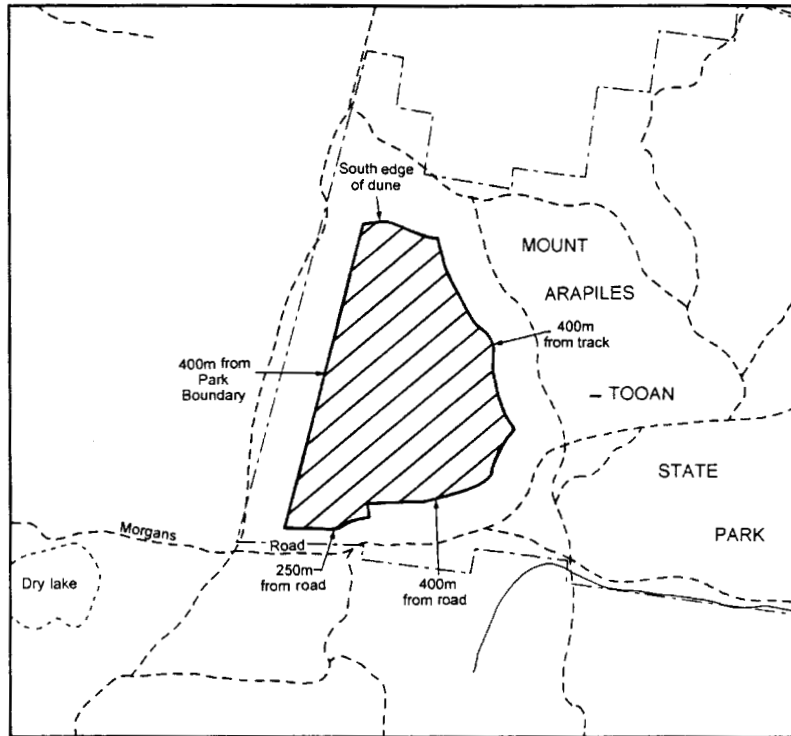 South edge
of dune
MOUNT
ARAPILES
400m
from track
400m from
Park
Boundary
– TOOAN
STATE
PARK
Morgans
Road
250m
from road
400m
from road
Dry lake